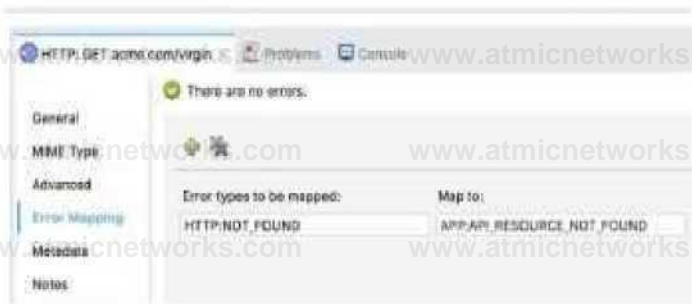 HTTP: GET acme.com/virgin Problems Console
www.atmicnetworks
There are no errors.
General
MIME Type
Advanced
Error Mapping
Metadata
Notes
Error types to be mapped: Map to:
HTTP:NOT_FOUND APP:API_RESOURCE_NOT_FOUND
w.atmicnetworks.com www.atmicnetworks
w.atmicnetworks.com www.atmicnetworks